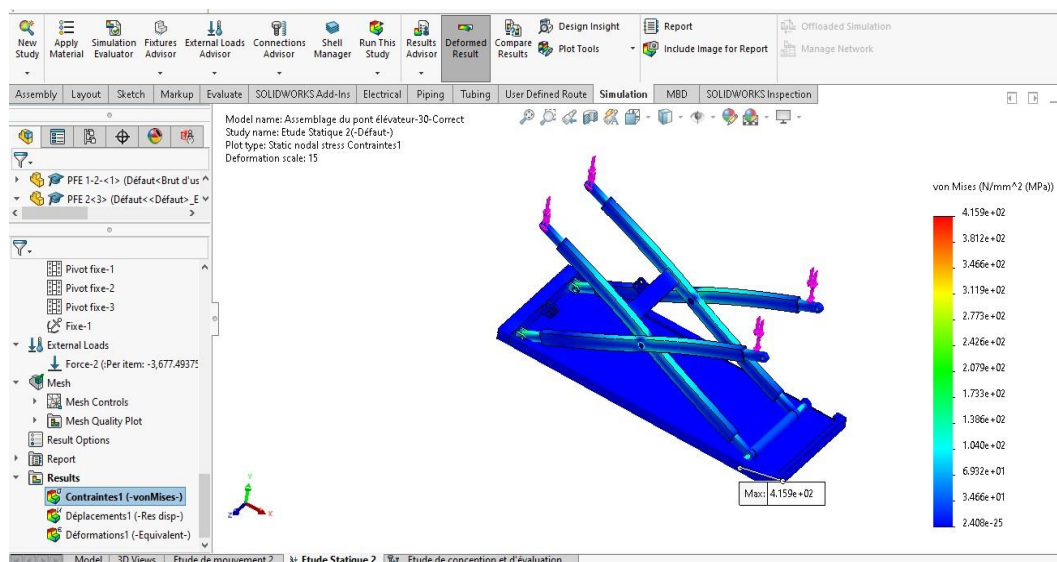 New Study
Apply Material
Simulation Evaluator
Fixtures Advisor
External Loads Advisor
Connections Advisor
Shell Manager
Run This Study
Results Advisor
Deformed Result
Compare Results
Design Insight
Plot Tools
Report
Include Image for Report
Offloaded Simulation
Manage Network
Assembly Layout Sketch Markup Evaluate SOLIDWORKS Add-Ins Electrical Piping Tubing User Defined Route Simulation MBD SOLIDWORKS Inspection
Model name: Assemblage du pont élévateur-30-Correct
Study name: Etude Statique 2(-Défaut-)
Plot type: Static nodal stress Contraintes1
Deformation scale: 15
PFE 1-2-<1> (Défaut<Brut d'us
PFE 2<3> (Défaut<<Défaut>_E
Pivot fixe-1
Pivot fixe-2
Pivot fixe-3
Fixe-1
External Loads
Force-2 (:Per item: -3,677.49375
Mesh
Mesh Controls
Mesh Quality Plot
Result Options
Report
Results
Contraintes1 (-vonMises-)
Déplacements1 (-Res disp-)
Déformations1 (-Equivalent-)
von Mises (N/mm^2 (MPa))
4.159e+02
3.812e+02
3.466e+02
3.119e+02
2.773e+02
2.426e+02
2.079e+02
1.733e+02
1.386e+02
1.040e+02
6.932e+01
3.466e+01
2.408e-25
Max: 4.159e+02
Y
Z
X
Model 3D Views Etude de mouvement 2 Etude Statique 2 Etude de conception et d'évaluation